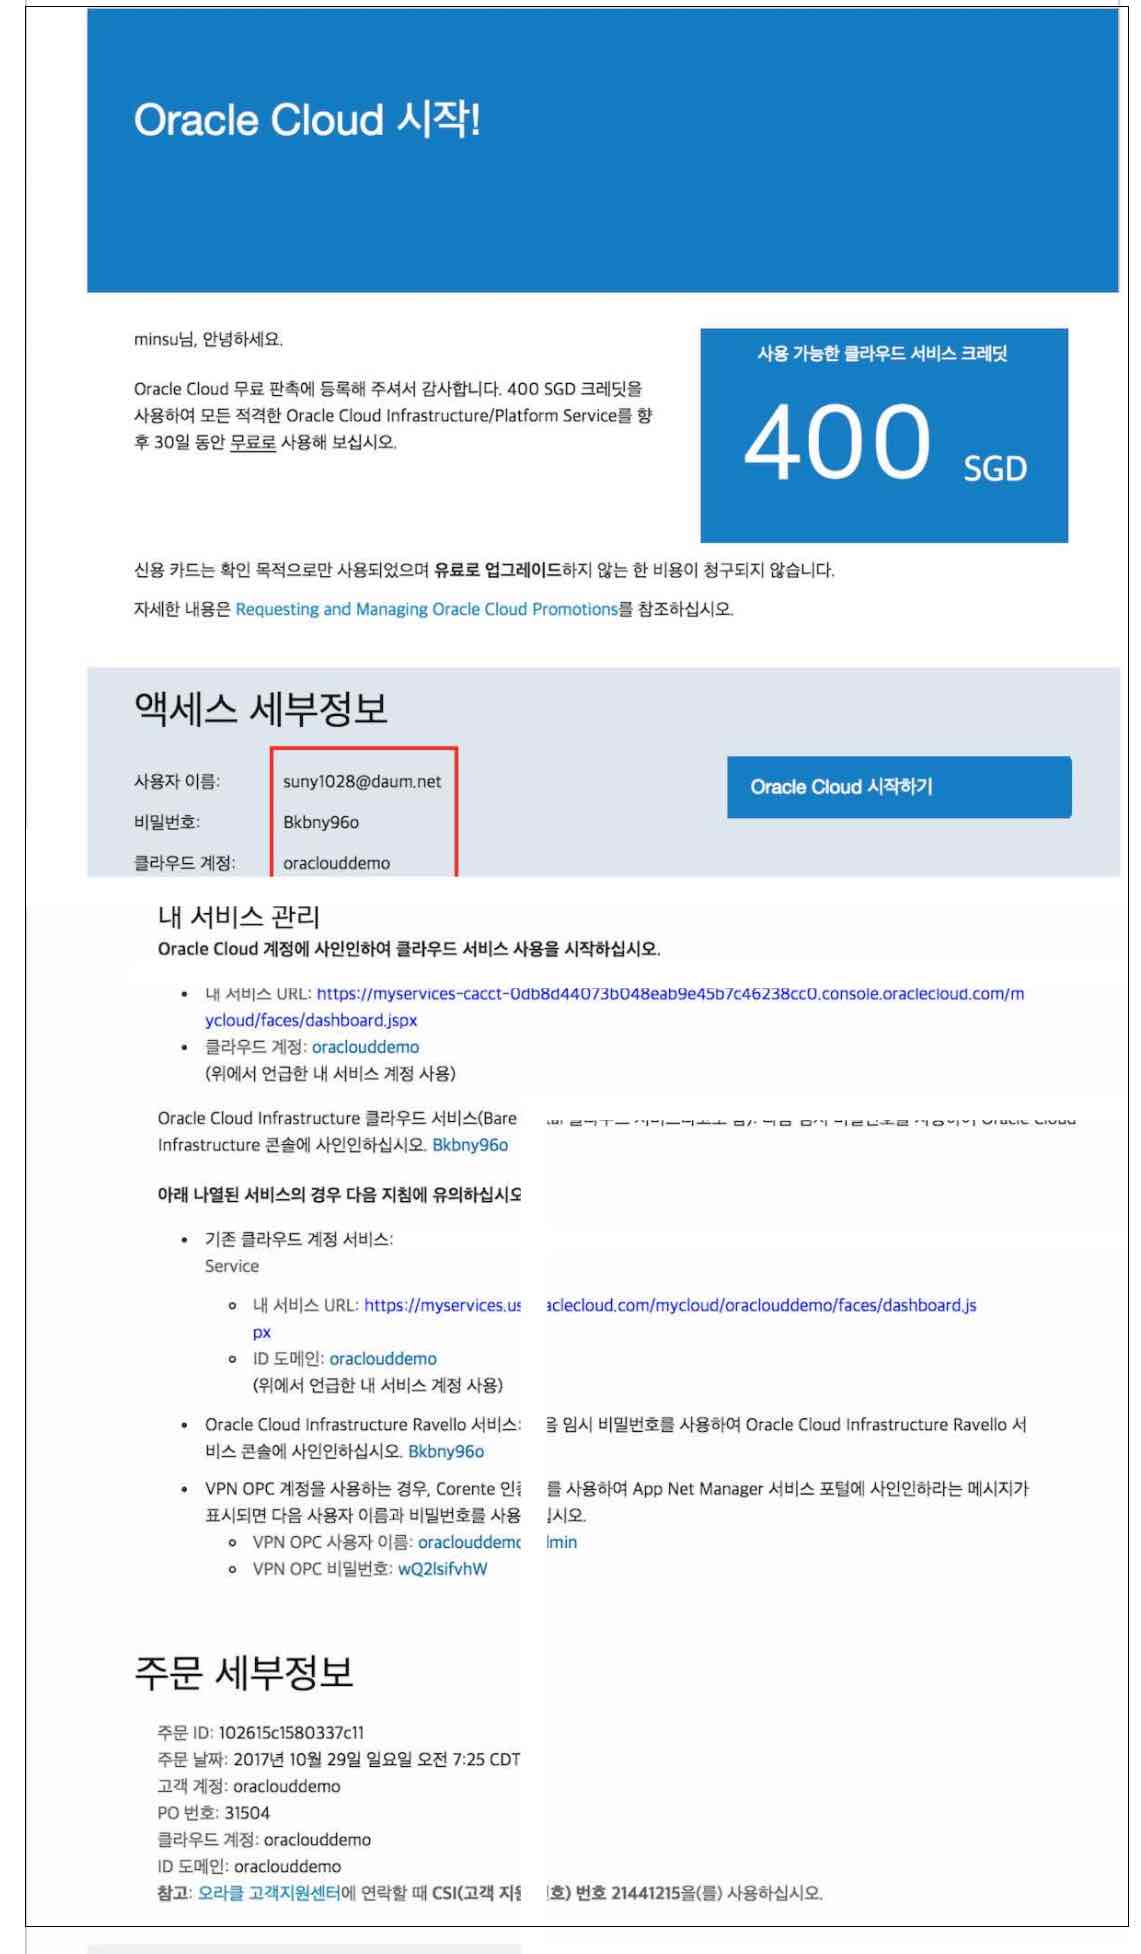 Oracle Cloud 시작!
minsu님, 안녕하세요.
Oracle Cloud 무료 판촉에 등록해 주셔서 감사합니다. 400 SGD 크레딧을
사용하여 모든 적격한 Oracle Cloud Infrastructure/Platform Service를 향
후 30일 동안 무료로 사용해 보십시오.
사용 가능한 클라우드 서비스 크레딧
400 SGD
신용 카드는 확인 목적으로만 사용되었으며 유료로 업그레이드하지 않는 한 비용이 청구되지 않습니다.
자세한 내용은 Requesting and Managing Oracle Cloud Promotions를 참조하십시오.
액세스 세부정보
사용자 이름: suny1028@daum.net
비밀번호: Bkbny96o
클라우드 계정: oraclouddemo
Oracle Cloud 시작하기
내 서비스 관리
Oracle Cloud 계정에 사인인하여 클라우드 서비스 사용을 시작하십시오.
• 내 서비스 URL: https://myservices-cacct-0db8d44073b048eab9e45b7c46238cc0.console.oraclecloud.com/m
ycloud/faces/dashboard.jspx
• 클라우드 계정: oraclouddemo
(위에서 언급한 내 서비스 계정 사용)
Oracle Cloud Infrastructure 클라우드 서비스(Bare
Infrastructure 콘솔에 사인인하십시오. Bkbny96o
아래 나열된 서비스의 경우 다음 지침에 유의하십시오
• 기존 클라우드 계정 서비스:
Service
◦ 내 서비스 URL: https://myservices.us aclecloud.com/mycloud/oraclouddemo/faces/dashboard.js
px
◦ ID 도메인: oraclouddemo
(위에서 언급한 내 서비스 계정 사용)
• Oracle Cloud Infrastructure Ravello 서비스: 음 임시 비밀번호를 사용하여 Oracle Cloud Infrastructure Ravello 서
비스 콘솔에 사인인하십시오. Bkbny96o
• VPN OPC 계정을 사용하는 경우, Corente 인증 를 사용하여 App Net Manager 서비스 포털에 사인인하라는 메시지가
표시되면 다음 사용자 이름과 비밀번호를 사용 십시오.
◦ VPN OPC 사용자 이름: oraclouddemo dmin
◦ VPN OPC 비밀번호: wQ2lsifvhW
주문 세부정보
주문 ID: 102615c1580337c11
주문 날짜: 2017년 10월 29일 일요일 오전 7:25 CDT
고객 계정: oraclouddemo
PO 번호: 31504
클라우드 계정: oraclouddemo
ID 도메인: oraclouddemo
참고: 오라클 고객지원센터에 연락할 때 CSI(고객 지원 호) 번호 21441215을(를) 사용하십시오.